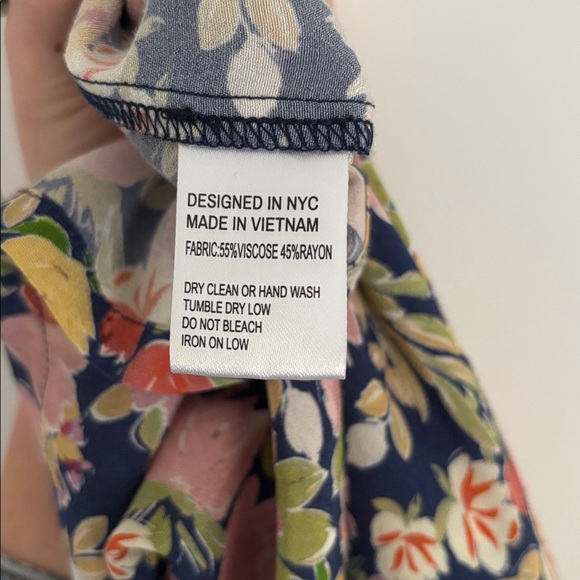 DESIGNED IN NYC
MADE IN VIETNAM
FABRIC:55%VISCOSE 45%RAYON
DRY CLEAN OR HAND WASH
TUMBLE DRY LOW
DO NOT BLEACH
IRON ON LOW